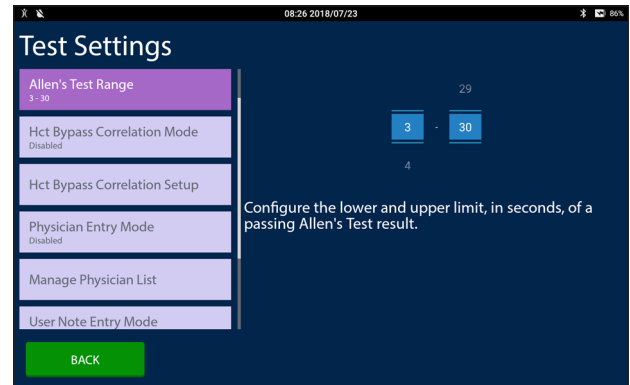 08:26 2018/07/23
86%
Test Settings
Allen's Test Range
3 - 30
Hct Bypass Correlation Mode
Disabled
Hct Bypass Correlation Setup
Physician Entry Mode
Disabled
Manage Physician List
User Note Entry Mode
BACK
29
3 - 30
4
Configure the lower and upper limit, in seconds, of a
passing Allen's Test result.